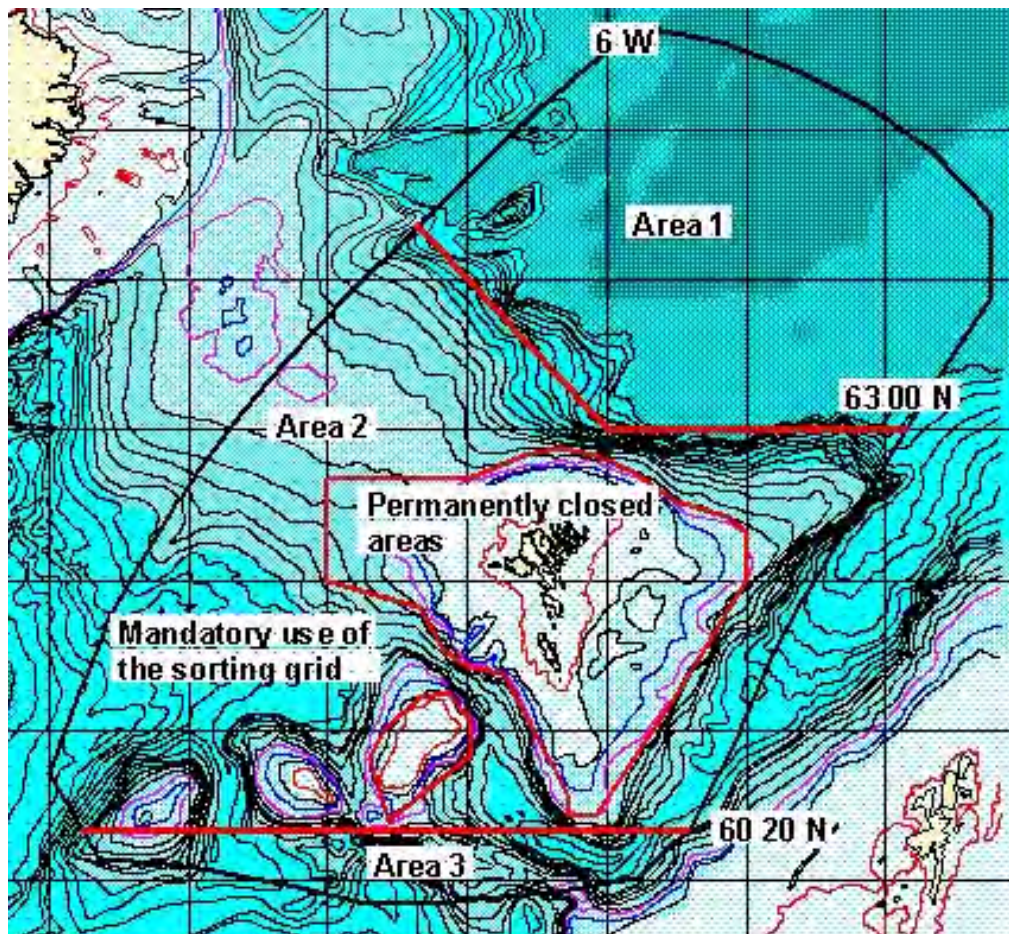 6 W
Area 1
63 00 N
Area 2
Permanently closed
areas
Mandatory use of
the sorting grid
60 20 N
Area 3